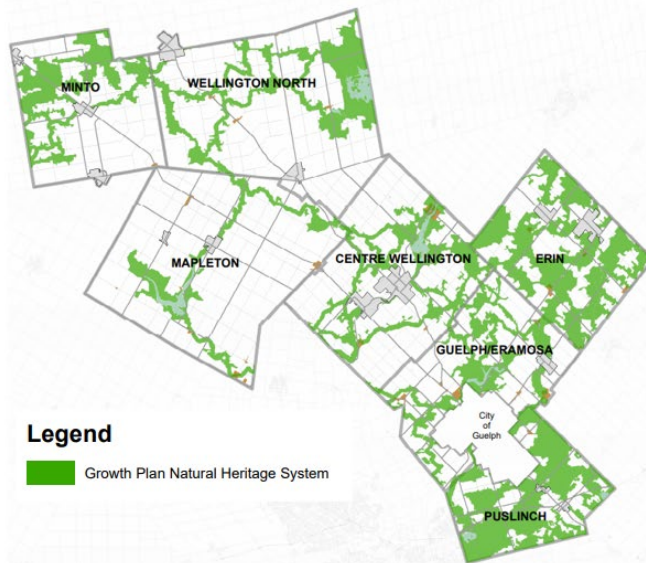 MINTO
WELLINGTON NORTH
MAPLETON
CENTRE WELLINGTON
ERIN
GUELPH/ERAMOSA
City
of
Guelph
PUSLINCH
Legend
Growth Plan Natural Heritage System